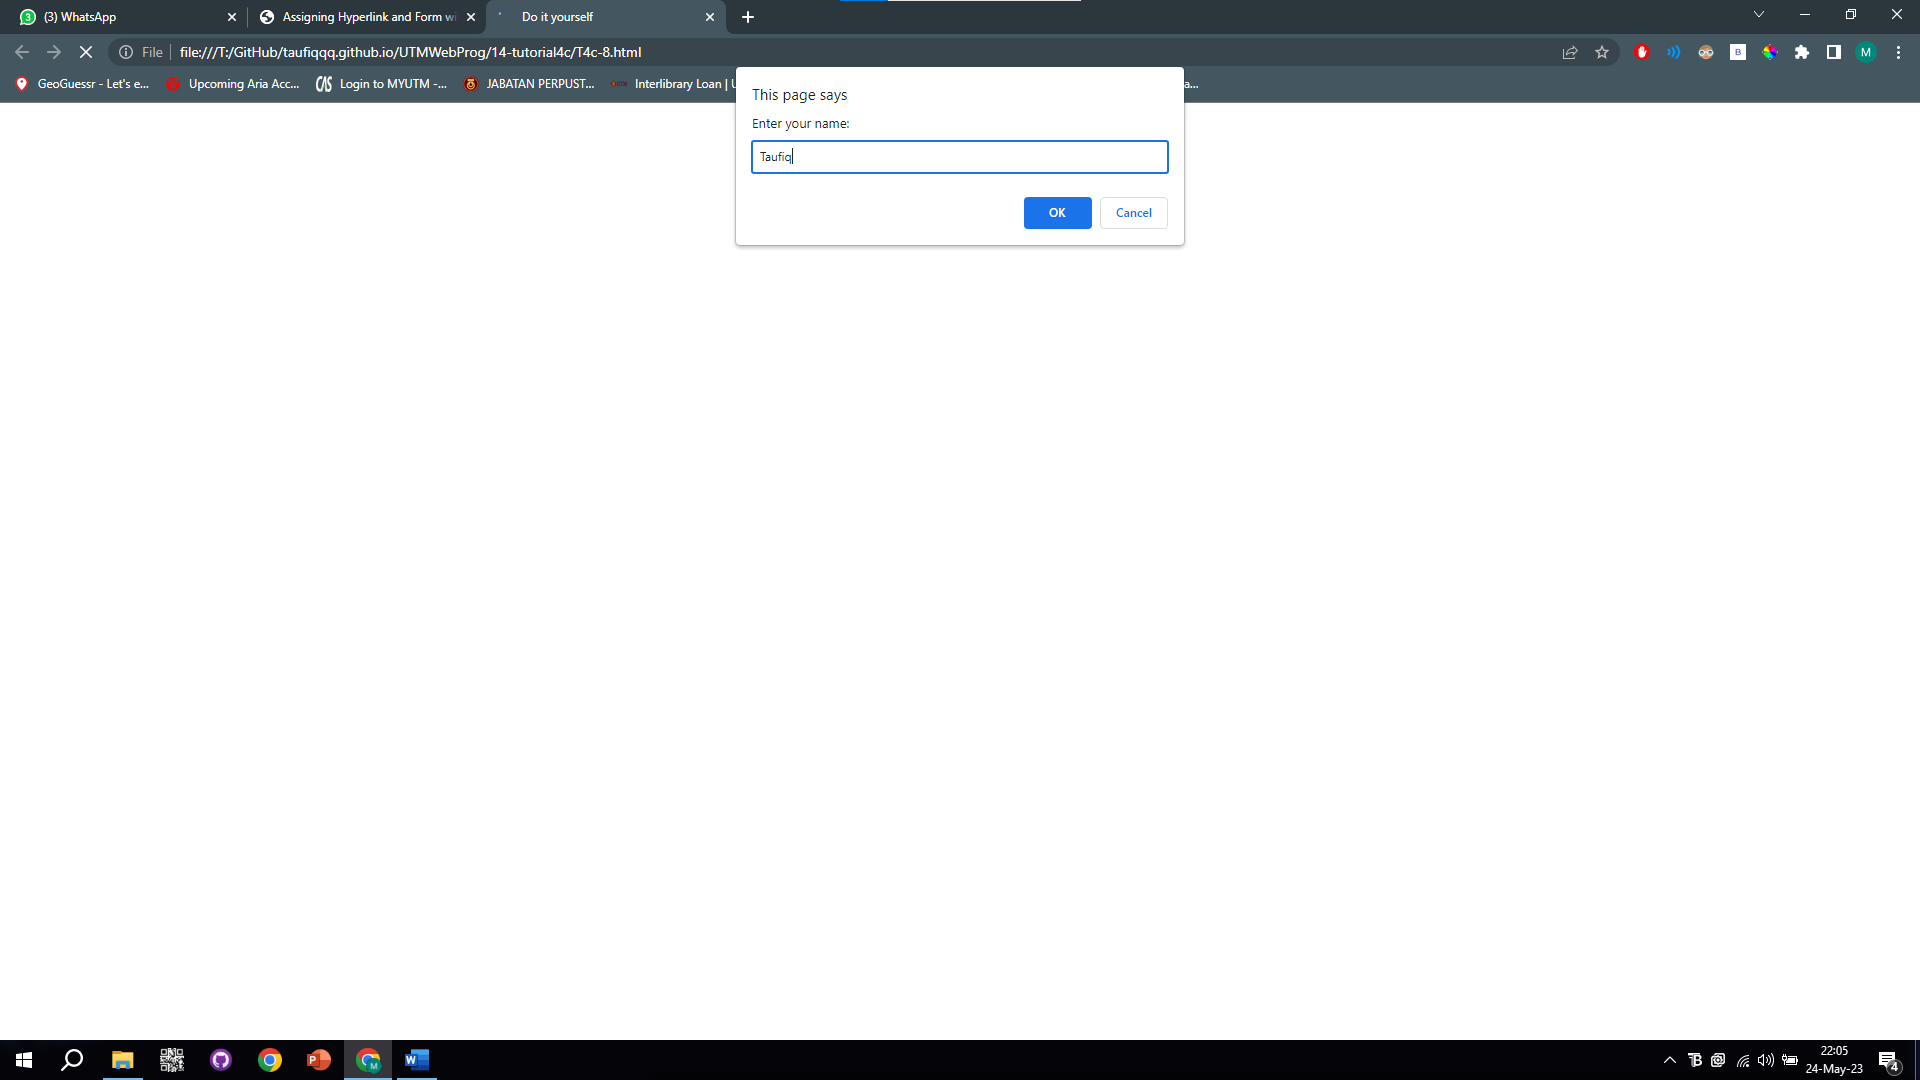 (3) WhatsApp
Assigning Hyperlink and Form wi
Do it yourself
File
file:///T:/GitHub/taufiqqq.github.io/UTMWebProg/14-tutorial4c/T4c-8.html
M
GeoGuessr - Let's e...
Upcoming Aria Acc...
Login to MYUTM -...
JABATAN PERPUST...
Interlibrary Loan | U
a...
This page says
Enter your name:
Taufiq
OK
Cancel
22:05
24-May-23
4